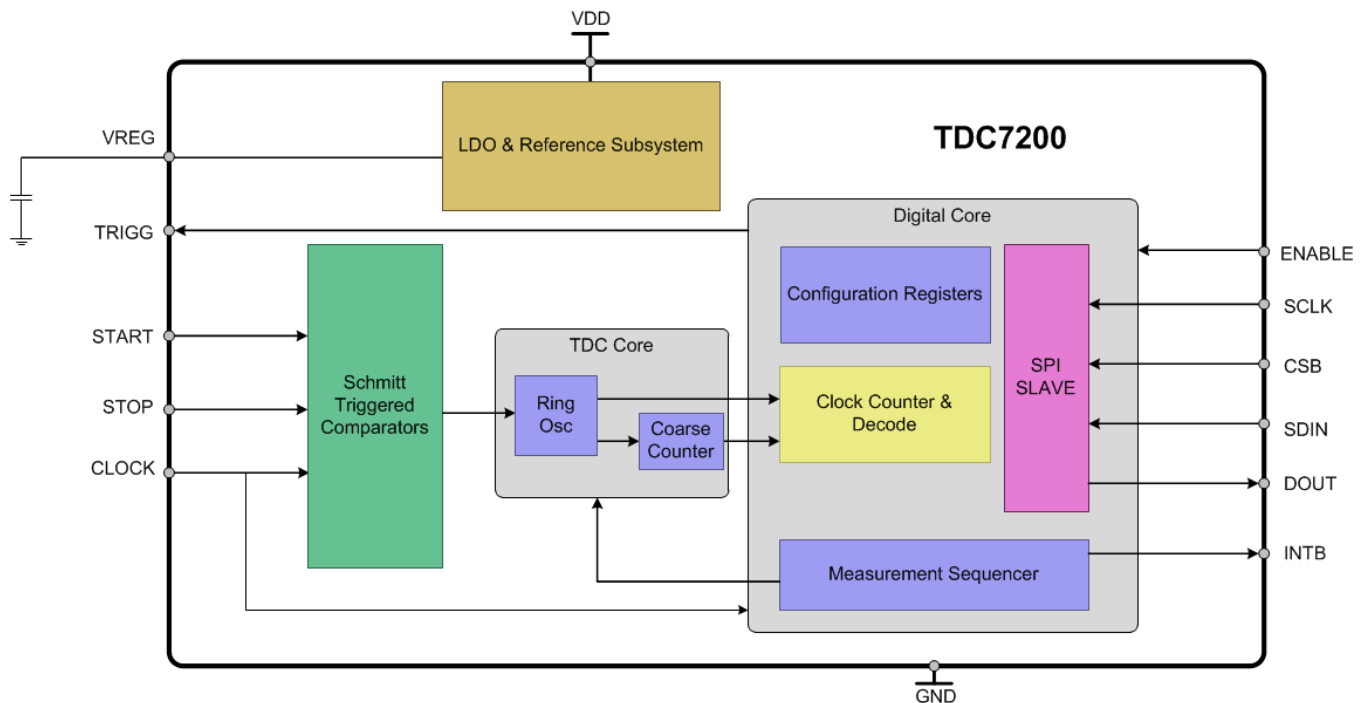 VDD
TDC7200
LDO & Reference Subsystem
VREG
TRIGG
START
STOP
CLOCK
Schmitt
Triggered
Comparators
TDC Core
Ring
Osc
Coarse
Counter
Digital Core
Configuration Registers
Clock Counter &
Decode
SPI
SLAVE
Measurement Sequencer
ENABLE
SCLK
CSB
SDIN
DOUT
INTB
GND